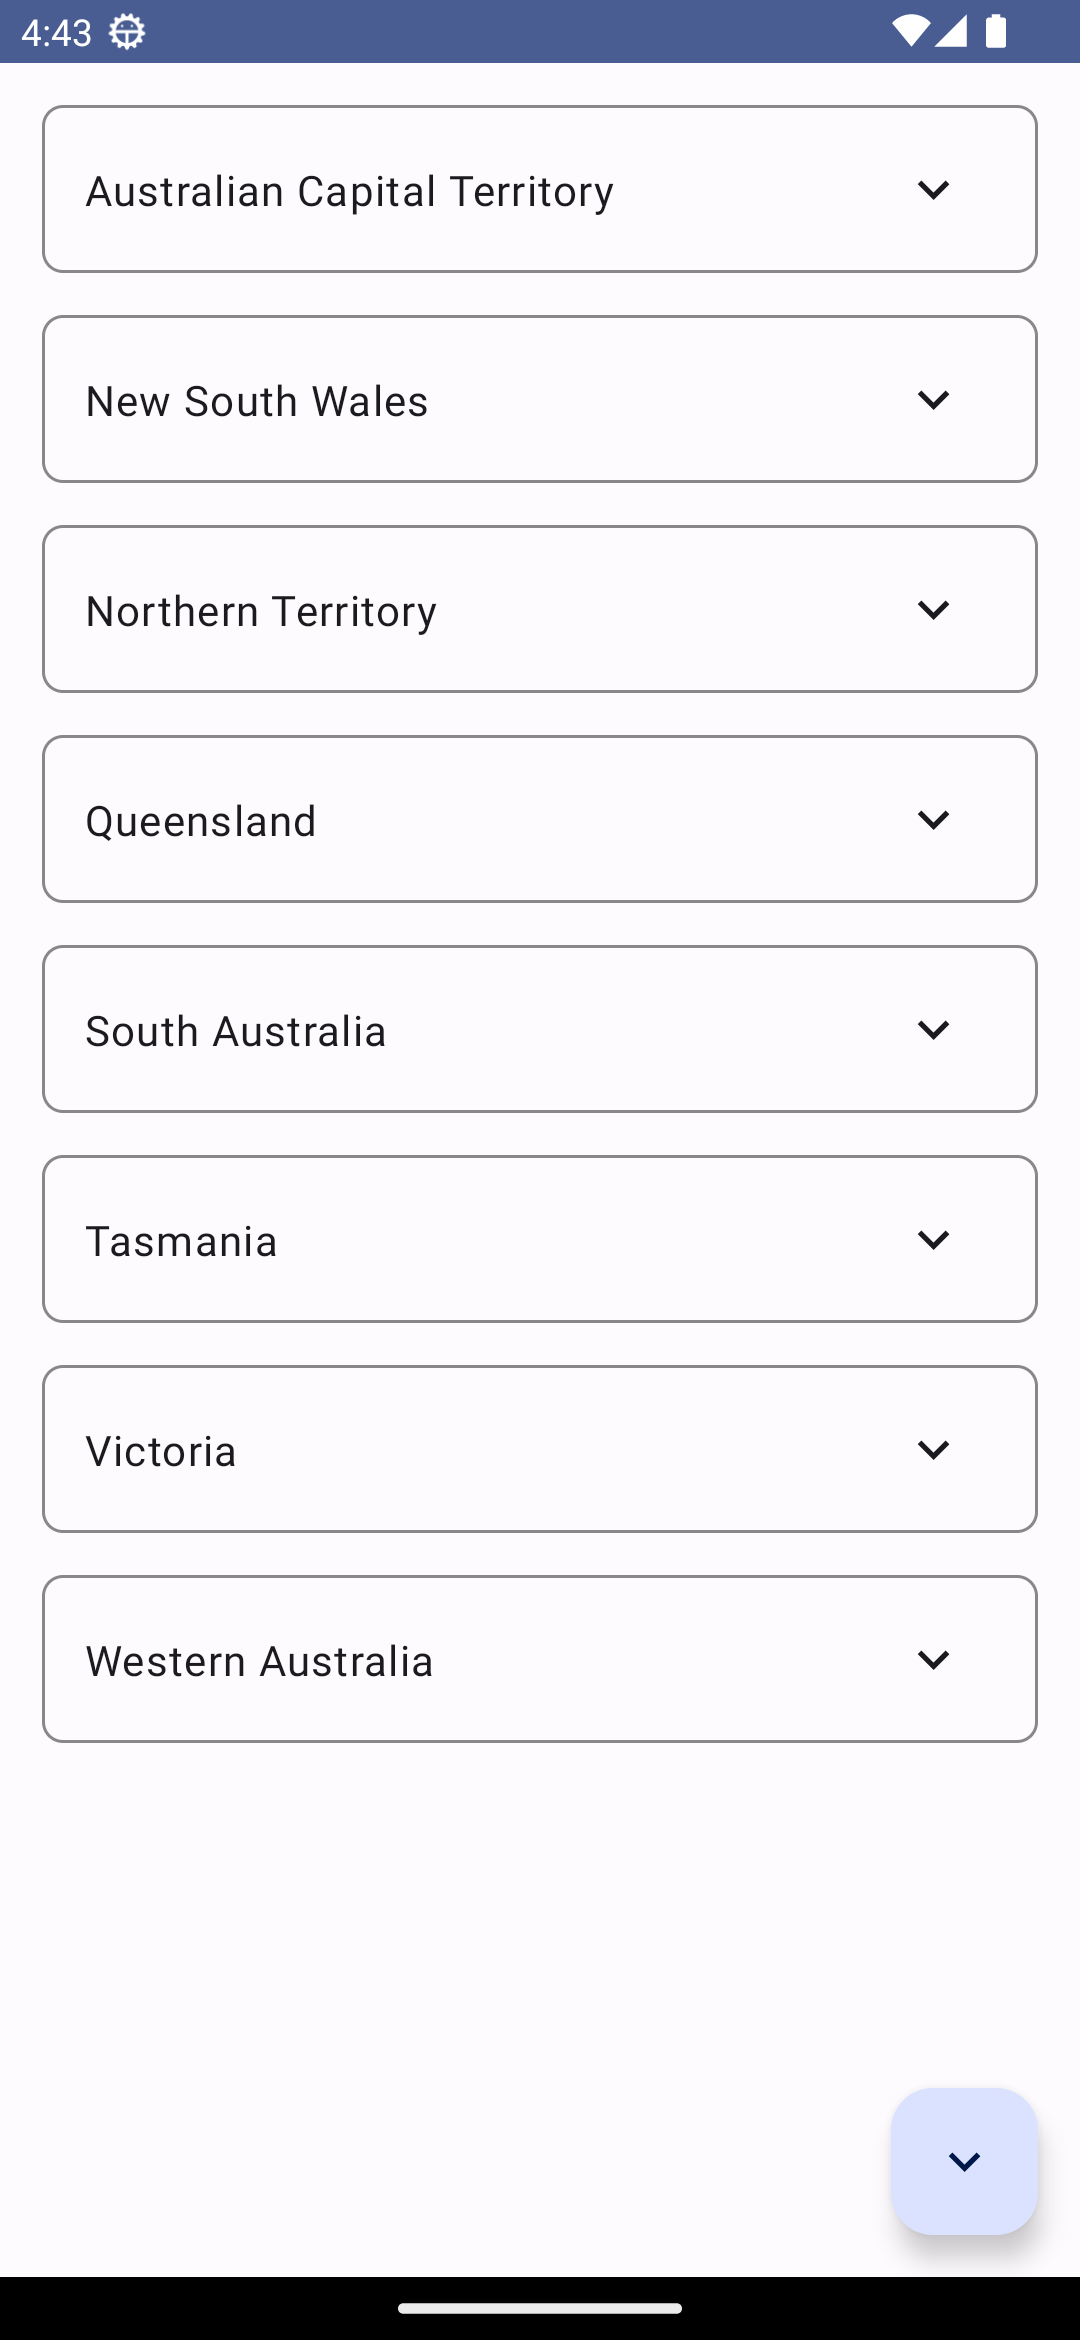 4:43
Australian Capital Territory
New South Wales
Northern Territory
Queensland
South Australia
Tasmania
Victoria
Western Australia